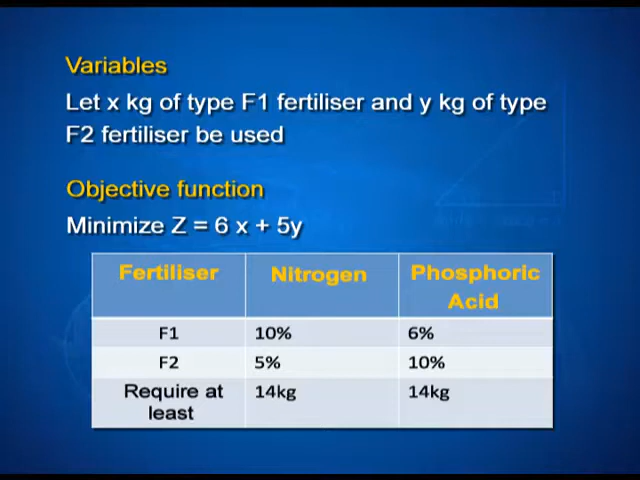 Variables
Let x kg of type F1 fertiliser and y kg of type
F2 fertiliser be used
Objective function
Minimize Z = 6 x + 5y
Fertiliser Nitrogen Phosphoric Acid
F1 10% 6%
F2 5% 10%
Require at least 14kg 14kg